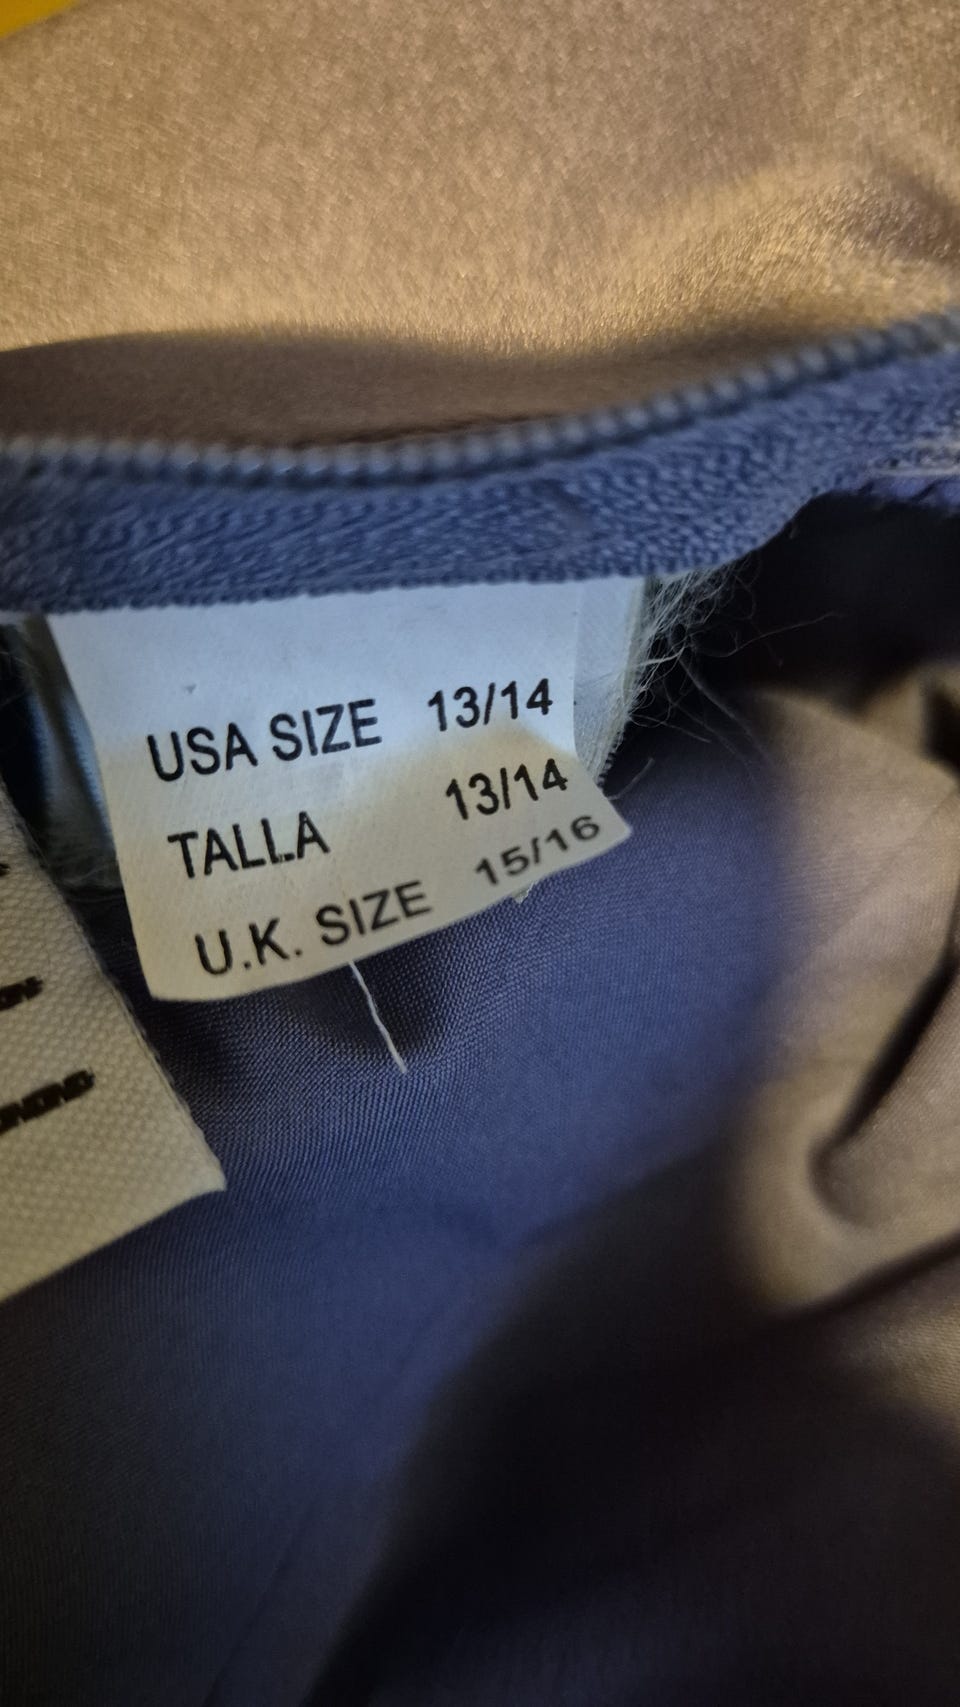 USA SIZE 13/14
TALLA 13/14
U.K. SIZE 15/16